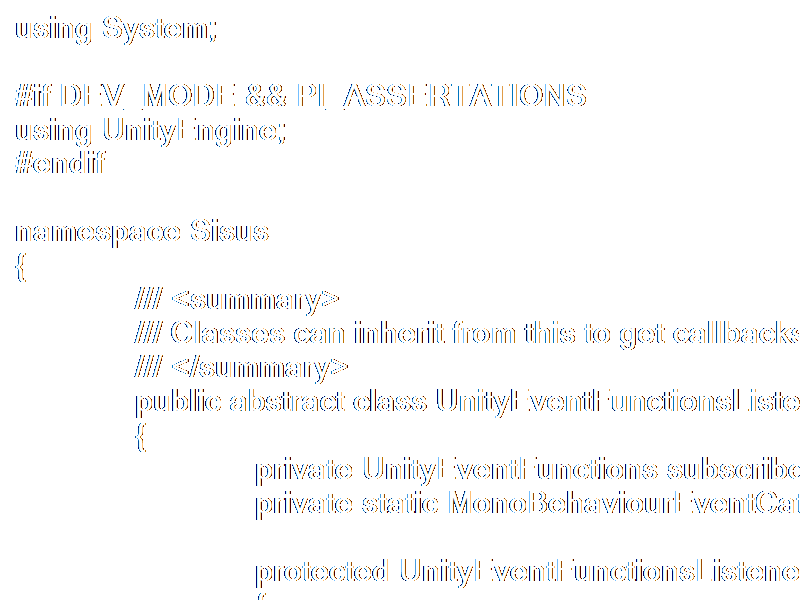 using System;
#if DEV_MODE && PI_ASSERTATIONS
using UnityEngine;
#endif
namespace Sisus
{
/// <summary>
/// Classes can inherit from this to get callbacks
/// </summary>
public abstract class UnityEventFunctionsListe
{
private UnityEventFunctions subscribe
private static MonoBehaviourEventCat
protected UnityEventFunctionsListene
{